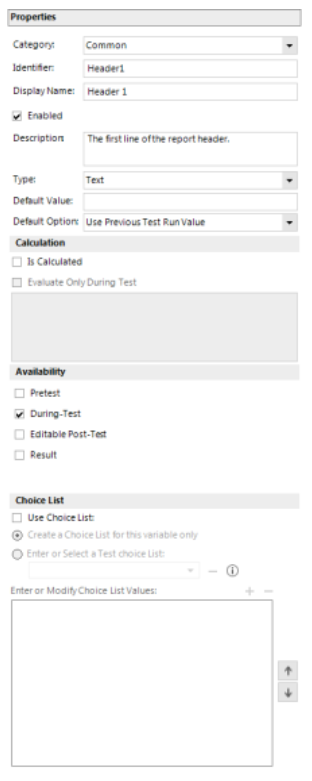 Properties
Category: Common
Identifier: Header1
Display Name: Header 1
Enabled
Description: The first line of the report header.
Type: Text
Default Value:
Default Option: Use Previous Test Run Value
Calculation
Is Calculated
Evaluate Only During Test
Availability
Pretest
During-Test
Editable Post-Test
Result
Choice List
Use Choice List:
Create a Choice List for this variable only
Enter or Select a Test choice List:
Enter or Modify Choice List Values: